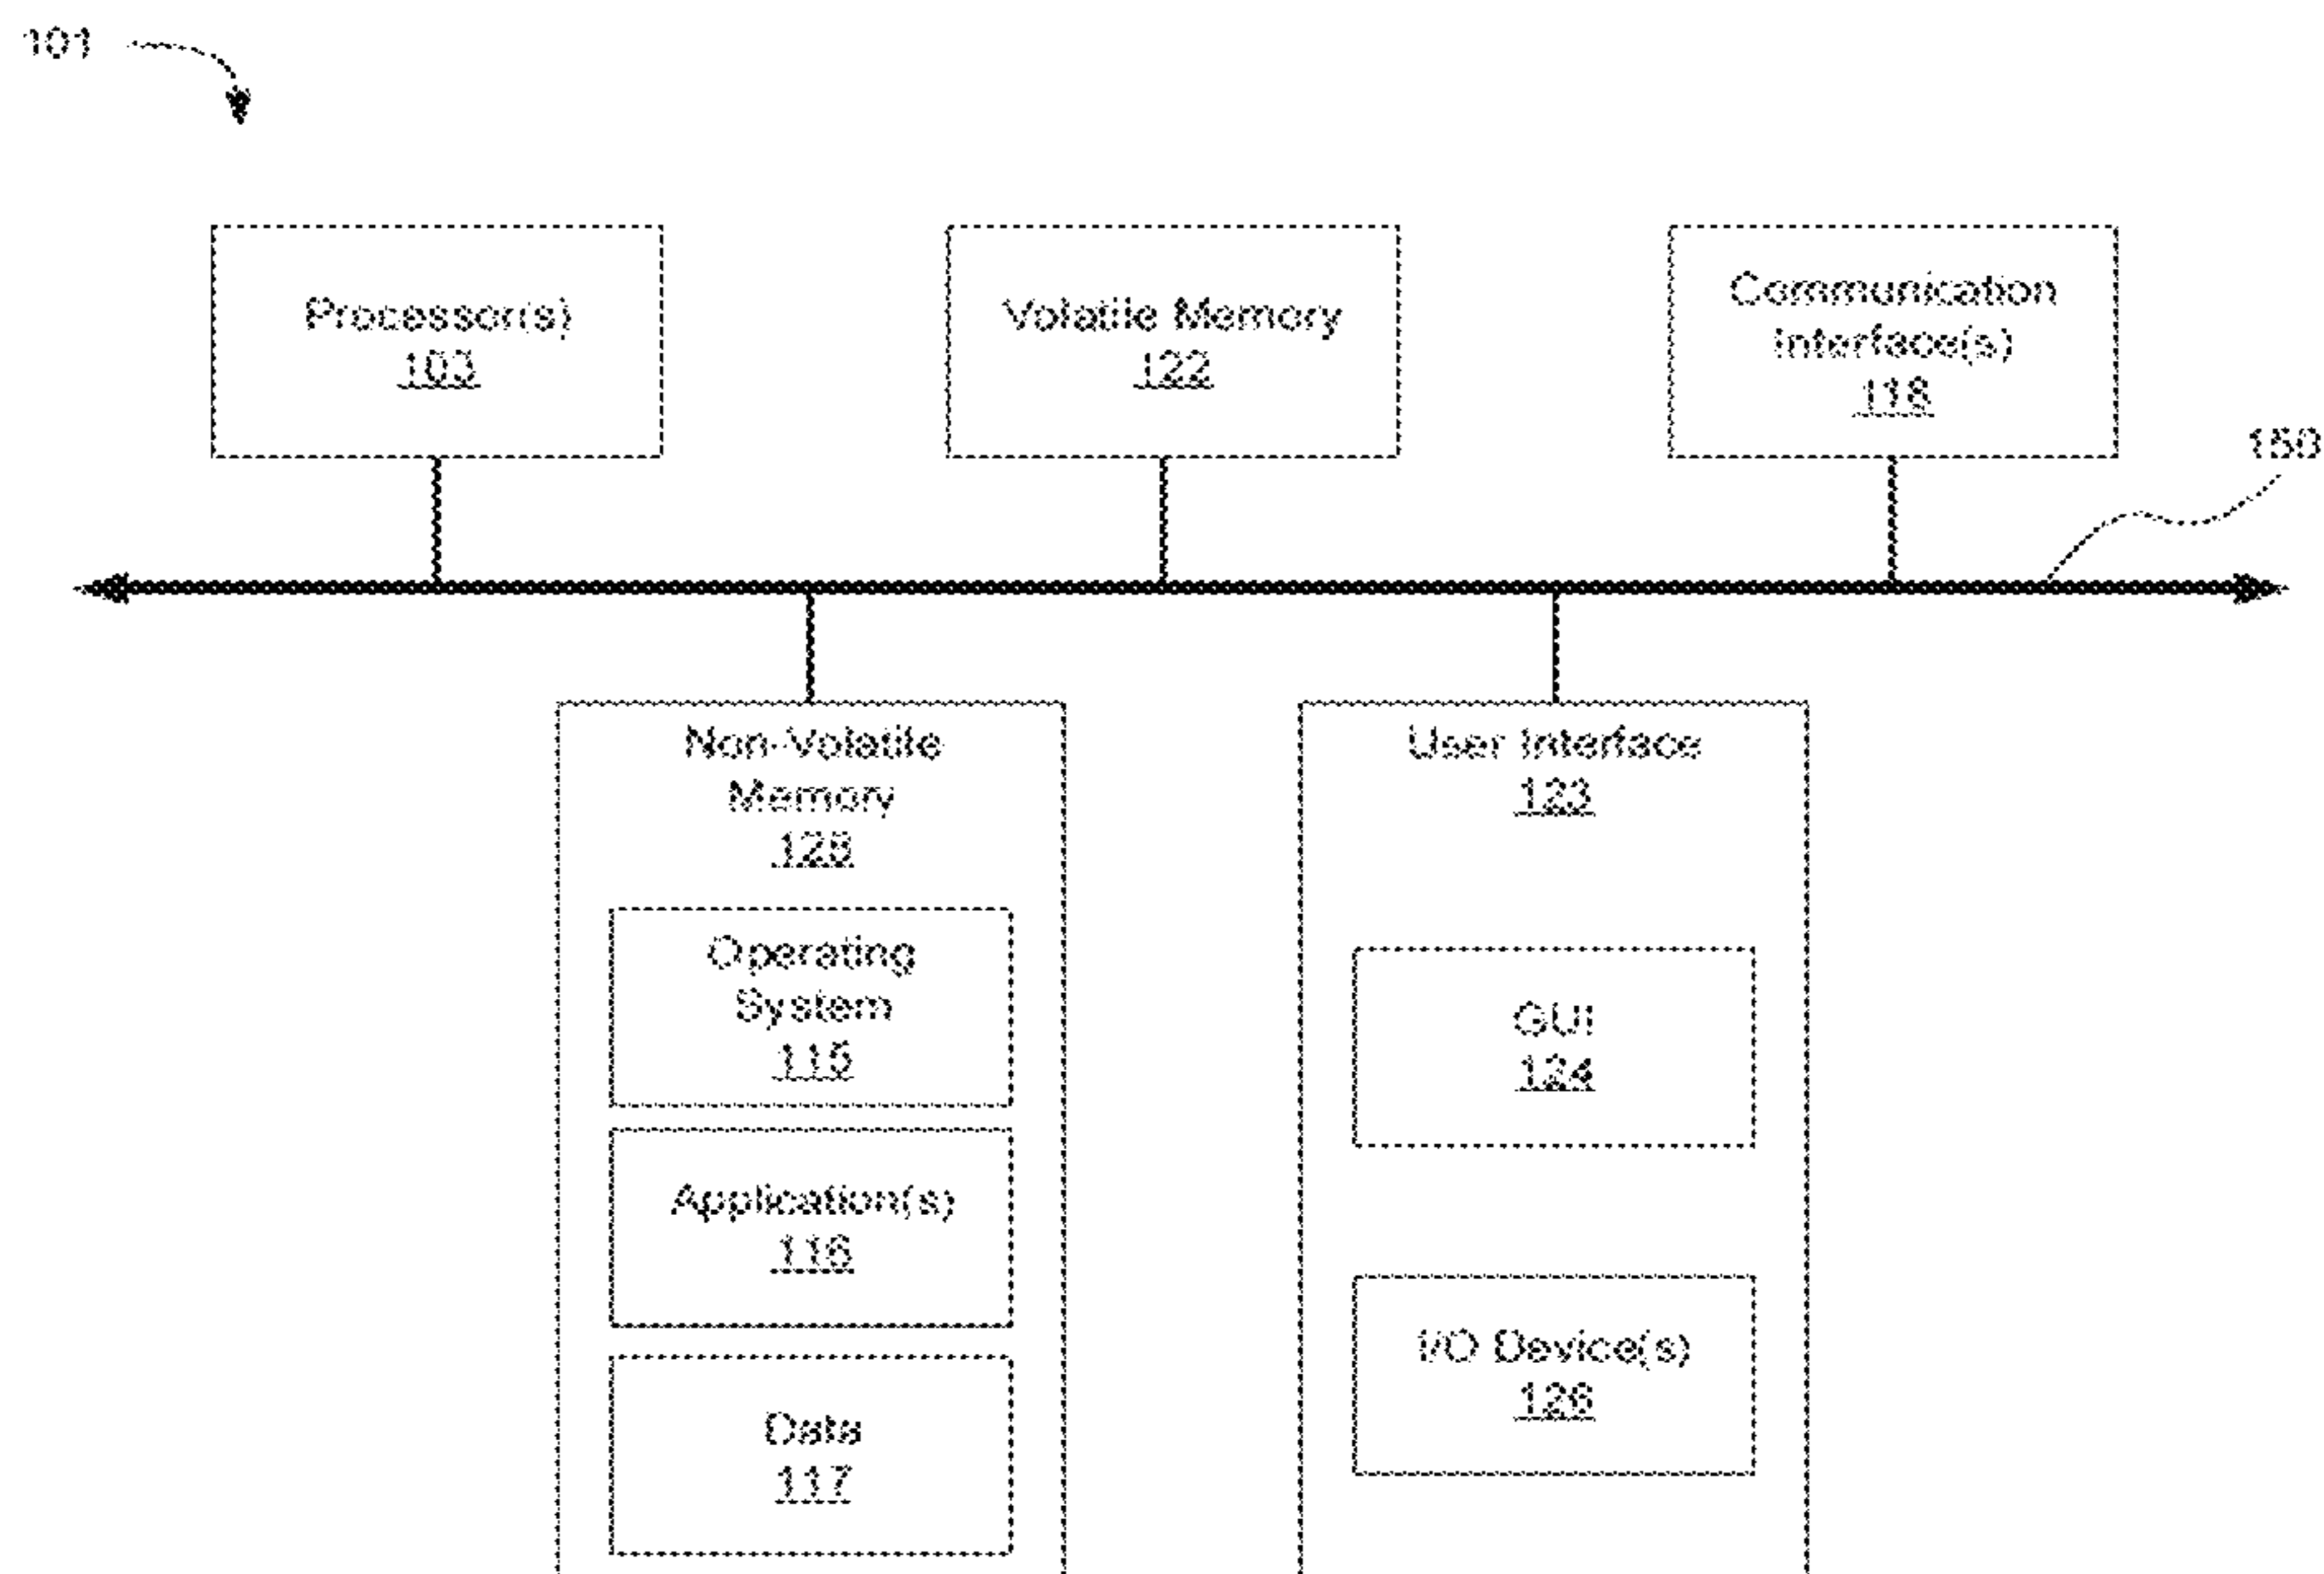 101
Processor(s)
103
Volatile Memory
122
Communication
Interface(s)
118
150
Non-Volatile
Memory
128
Operating
System
115
Application(s)
116
Data
117
User Interface
123
GUI
124
I/O Device(s)
126